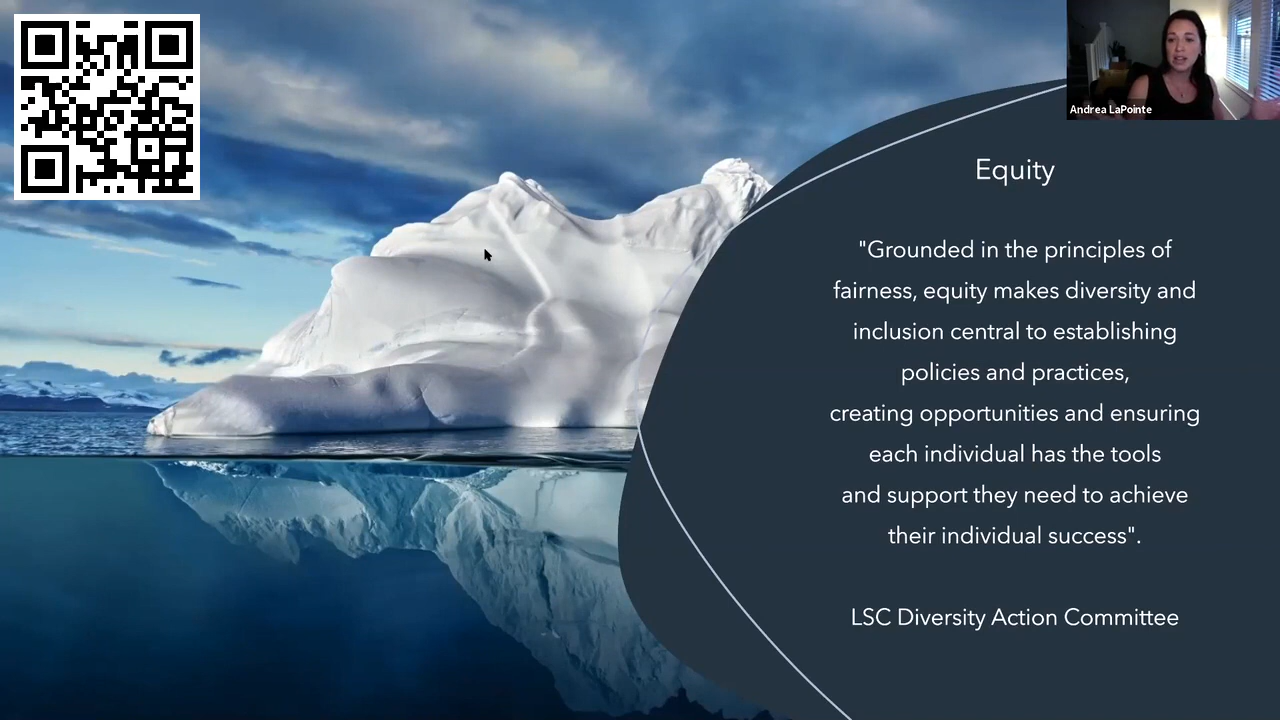 Andrea LaPointe
Equity
"Grounded in the principles of
fairness, equity makes diversity and
inclusion central to establishing
policies and practices,
creating opportunities and ensuring
each individual has the tools
and support they need to achieve
their individual success".
LSC Diversity Action Committee